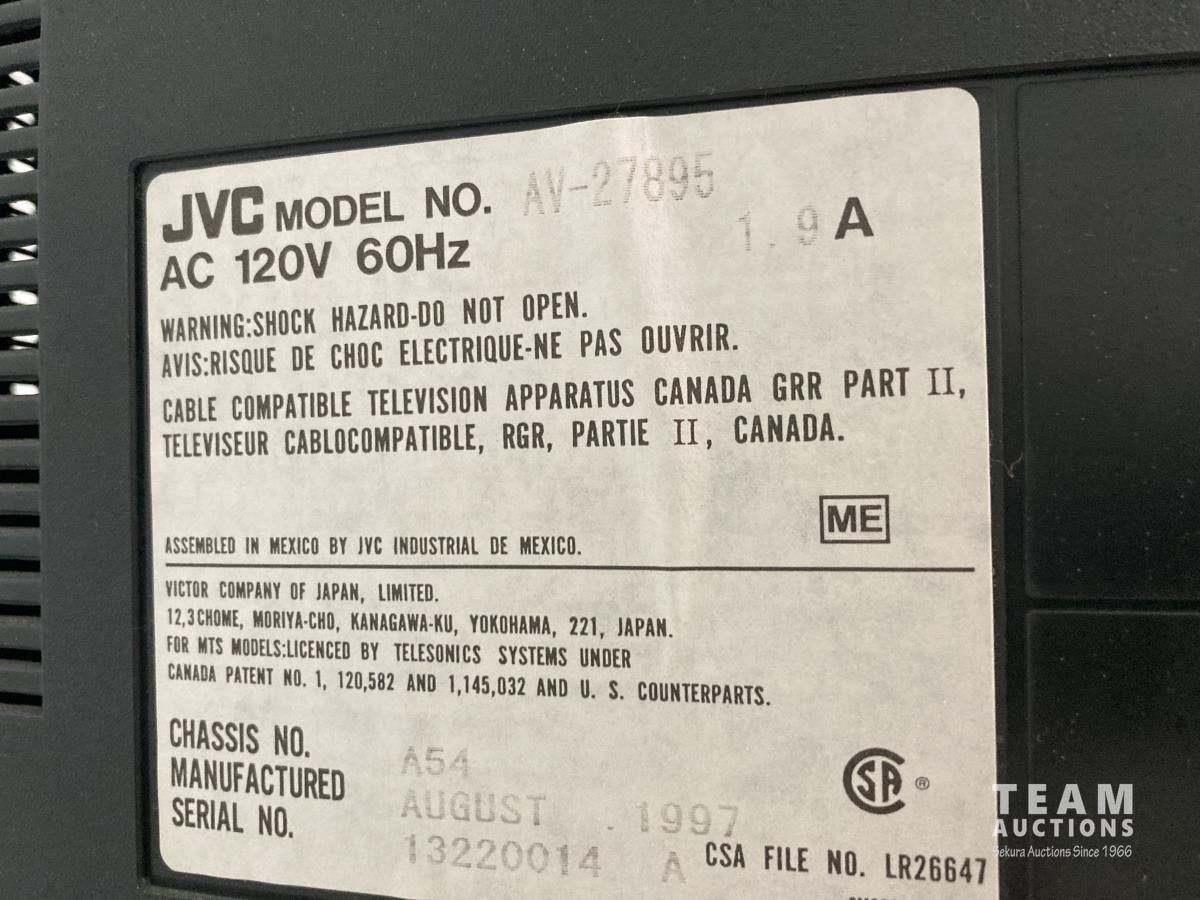 JVC MODEL NO. AV-27895
AC 120V 60Hz 1.9 A
WARNING:SHOCK HAZARD-DO NOT OPEN.
AVIS:RISQUE DE CHOC ELECTRIQUE-NE PAS OUVRIR.
CABLE COMPATIBLE TELEVISION APPARATUS CANADA GRR PART II,
TELEVISEUR CABLOCOMPATIBLE, RGR, PARTIE II, CANADA.
ME
ASSEMBLED IN MEXICO BY JVC INDUSTRIAL DE MEXICO.
VICTOR COMPANY OF JAPAN, LIMITED.
12,3CHOME, MORIYA-CHO, KANAGAWA-KU, YOKOHAMA, 221, JAPAN.
FOR MTS MODELS:LICENCED BY TELESONICS SYSTEMS UNDER
CANADA PATENT NO. 1, 120,582 AND 1,145,032 AND U. S. COUNTERPARTS.
CHASSIS NO. A54
MANUFACTURED AUGUST . 1997
SERIAL NO. 13220014 A
SA ®
CSA FILE NO. LR26647
TEAM
AUCTIONS
Sekura Auctions Since 1966